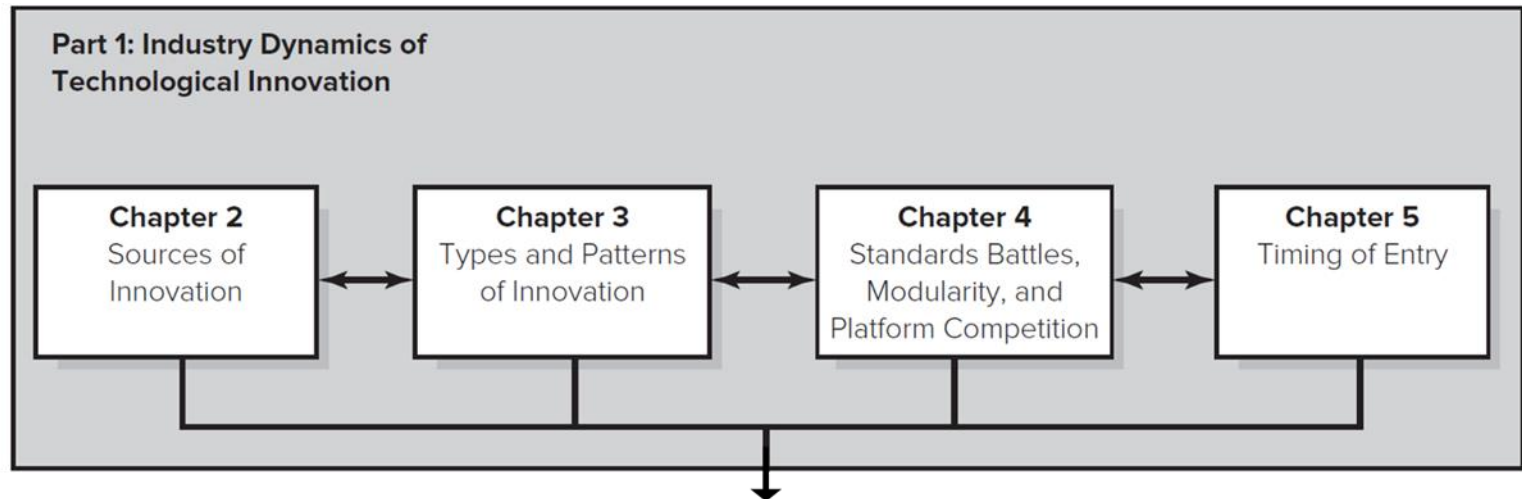 Part 1: Industry Dynamics of
Technological Innovation
Chapter 2
Sources of
Innovation
Chapter 3
Types and Patterns
of Innovation
Chapter 4
Standards Battles,
Modularity, and
Platform Competition
Chapter 5
Timing of Entry